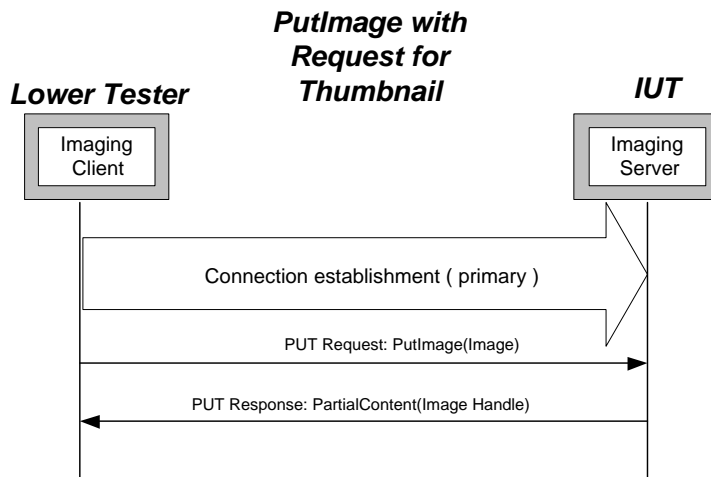 PutImage with
Request for
Thumbnail
Lower Tester
IUT
Imaging
Client
Imaging
Server
Connection establishment ( primary )
PUT Request: PutImage(Image)
PUT Response: PartialContent(Image Handle)